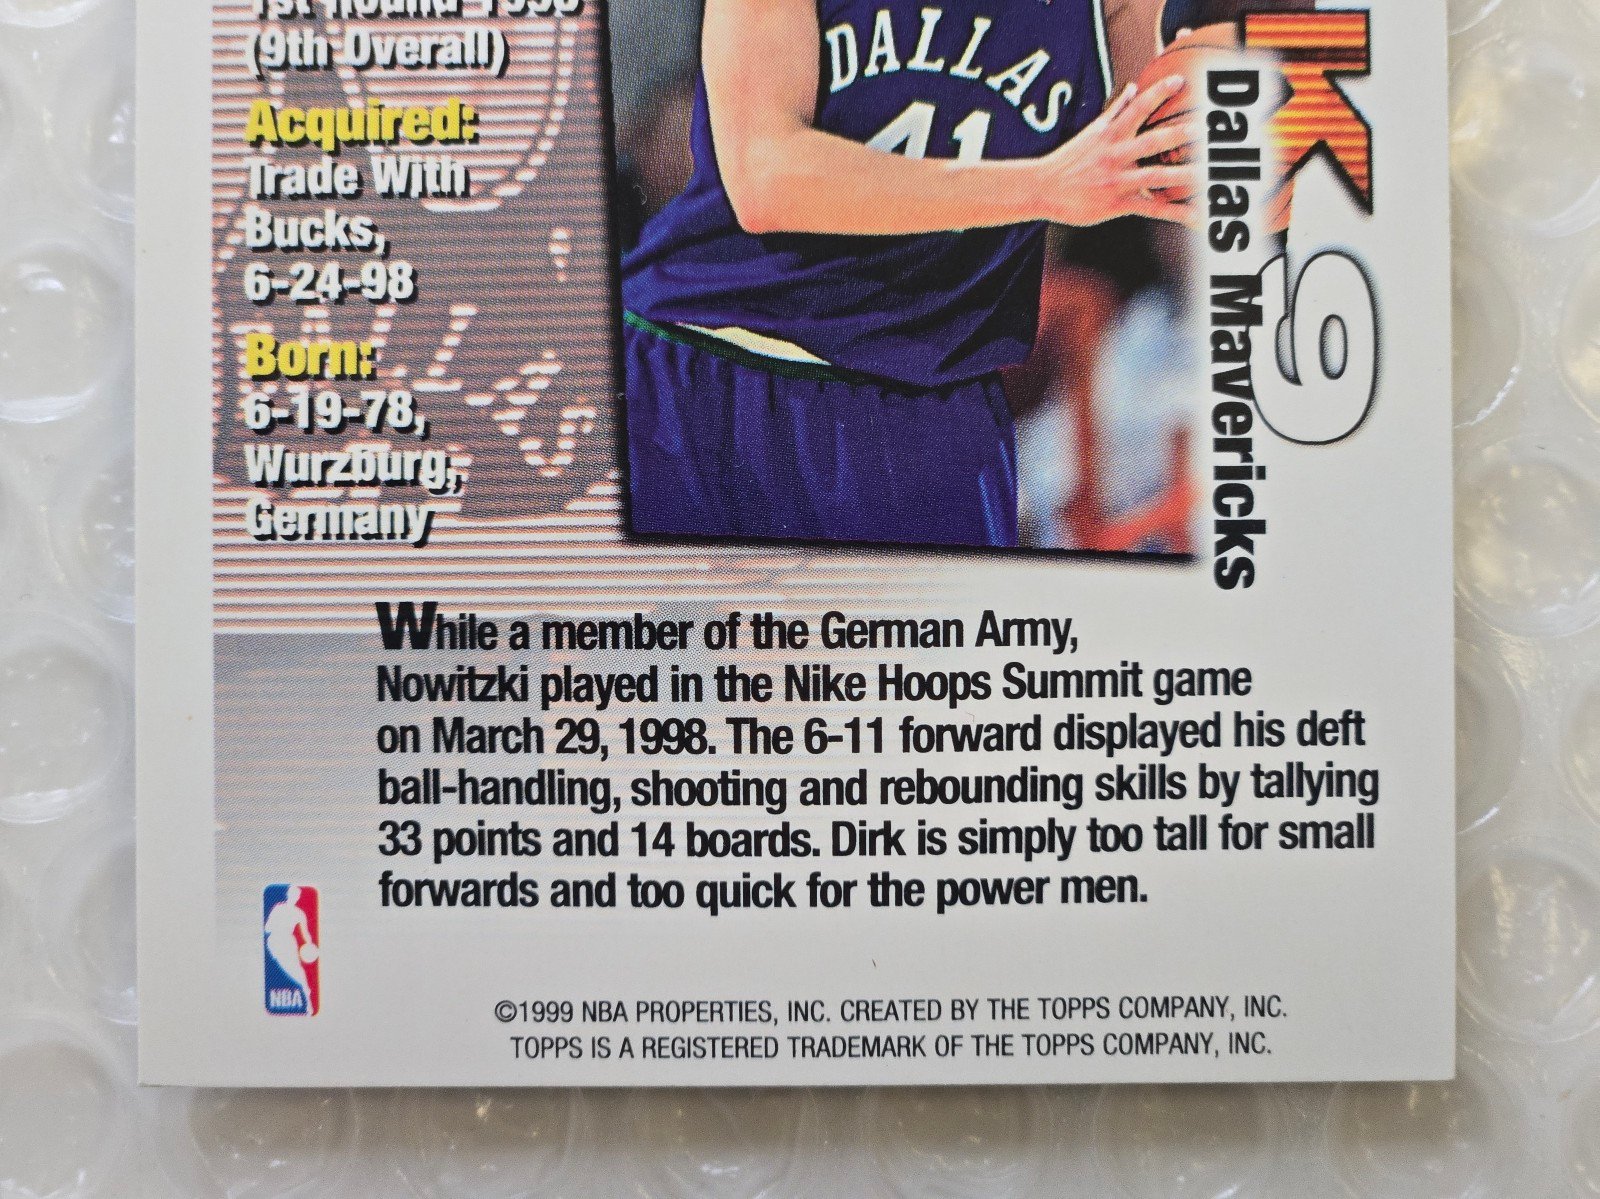 1st Round 1998
(9th Overall)
Acquired:
Trade With
Bucks,
6-24-98
Born:
6-19-78,
Wurzburg,
Germany
DALLAS
41
K
9
Dallas Mavericks
While a member of the German Army,
Nowitzki played in the Nike Hoops Summit game
on March 29, 1998. The 6-11 forward displayed his deft
ball-handling, shooting and rebounding skills by tallying
33 points and 14 boards. Dirk is simply too tall for small
forwards and too quick for the power men.
NBA
©1999 NBA PROPERTIES, INC. CREATED BY THE TOPPS COMPANY, INC.
TOPPS IS A REGISTERED TRADEMARK OF THE TOPPS COMPANY, INC.